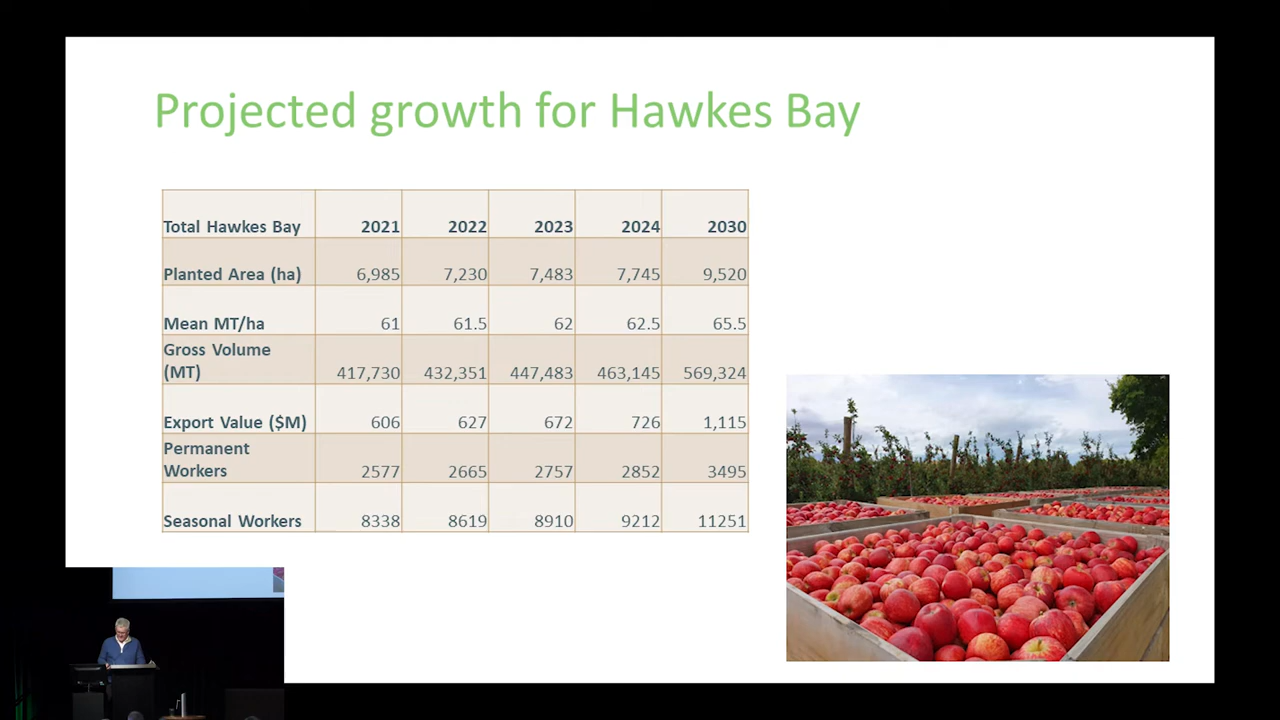 Projected growth for Hawkes Bay
Total Hawkes Bay 2021 2022 2023 2024 2030
Planted Area (ha) 6,985 7,230 7,483 7,745 9,520
Mean MT/ha 61 61.5 62 62.5 65.5
Gross Volume
(MT) 417,730 432,351 447,483 463,145 569,324
Export Value ($M) 606 627 672 726 1,115
Permanent
Workers 2577 2665 2757 2852 3495
Seasonal Workers 8338 8619 8910 9212 11251